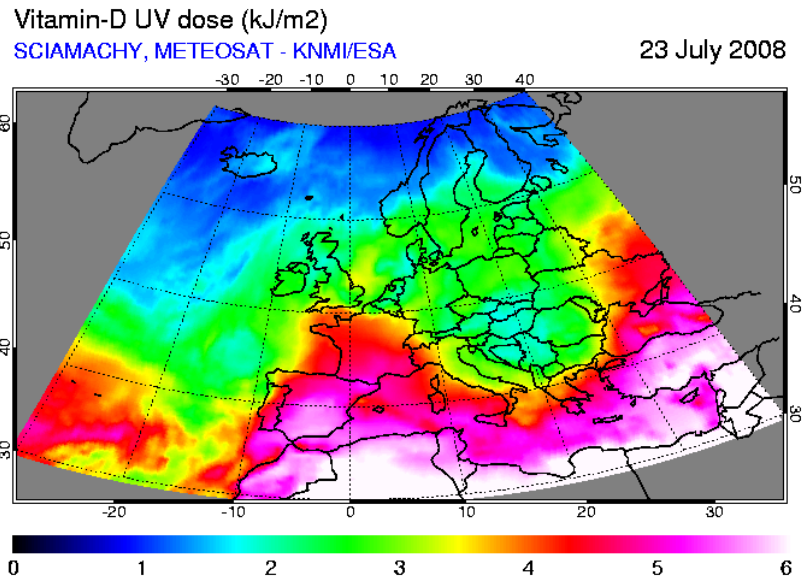 Vitamin-D UV dose (kJ/m2)
SCIAMACHY, METEOSAT - KNMI/ESA
23 July 2008
-30 -20 -10 0 10 20 30 40
60
50
50
40
40
30
30
-20 -10 0 10 20 30
0 1 2 3 4 5 6